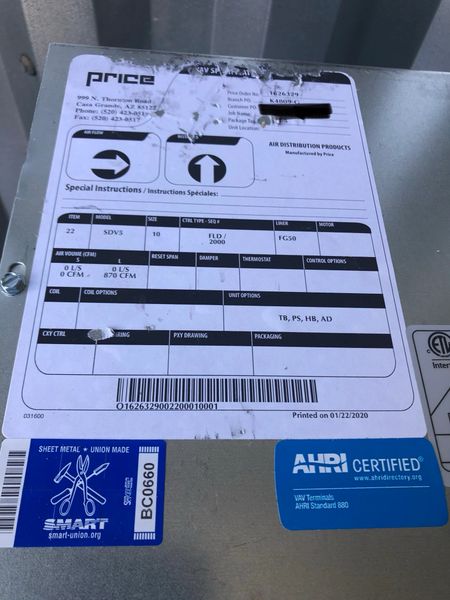 price
999 N. Thornton Road
Casa Grande, AZ 85122
Phone: (520) 421-
Fax: (520) 423-
Price Order No. 1626329
Branch PO. K4009-G
Customer PO.
Job Name
Package Tag
Unit Location:
AIR DISTRIBUTION PRODUCTS
Manufactured by Price
AIR FLOW
Special Instructions / Instructions Spéciales:
ITEM MODEL SIZE CTRL TYPE - SEQ # LINER MOTOR
22 SDV5 10 FLD / 2000 FG50
AIR VOLUME (CFM) RESET SPAN DAMPER THERMOSTAT CONTROL OPTIONS
S L
0 L/S 0 L/S
0 CFM 870 CFM
COIL COIL OPTIONS UNIT OPTIONS
TB, PS, HB, AD
CXY CTRL PXY DRAWING PACKAGING
O1626329002200010001
031600
Printed on 01/22/2020
ETL
SHEET METAL ★ UNION MADE
SMART
smart-union.org
BC0660
AHRI CERTIFIED®
www.ahridirectory.org
VAV Terminals
AHRI Standard 880